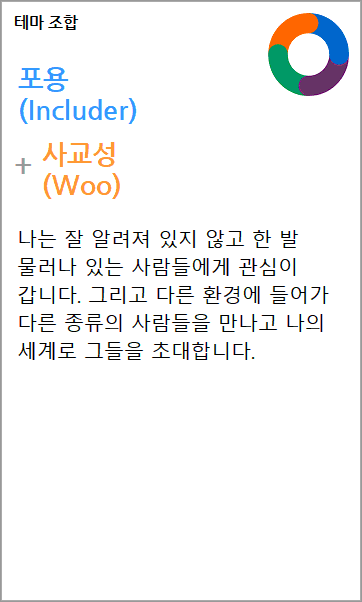 테마 조합
포용
(Includer)
+ 사교성
(Woo)
나는 잘 알려져 있지 않고 한 발
물러나 있는 사람들에게 관심이
갑니다. 그리고 다른 환경에 들어가
다른 종류의 사람들을 만나고 나의
세계로 그들을 초대합니다.